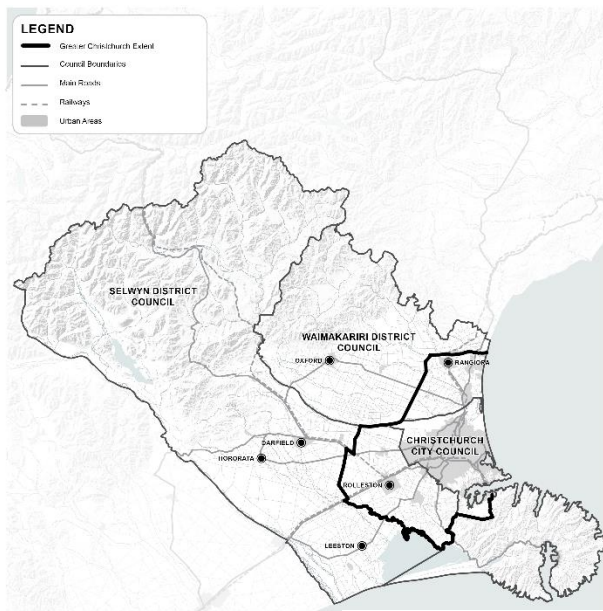 LEGEND
Greater Christchurch Extent
Council Boundaries
Main Roads
Railways
Urban Areas
SELWYN DISTRICT
COUNCIL
WAIMAKARIRI DISTRICT
COUNCIL
OXFORD
RANGIORA
CHRISTCHURCH
CITY COUNCIL
DARFIELD
HORORATA
ROLLESTON
LEESTON